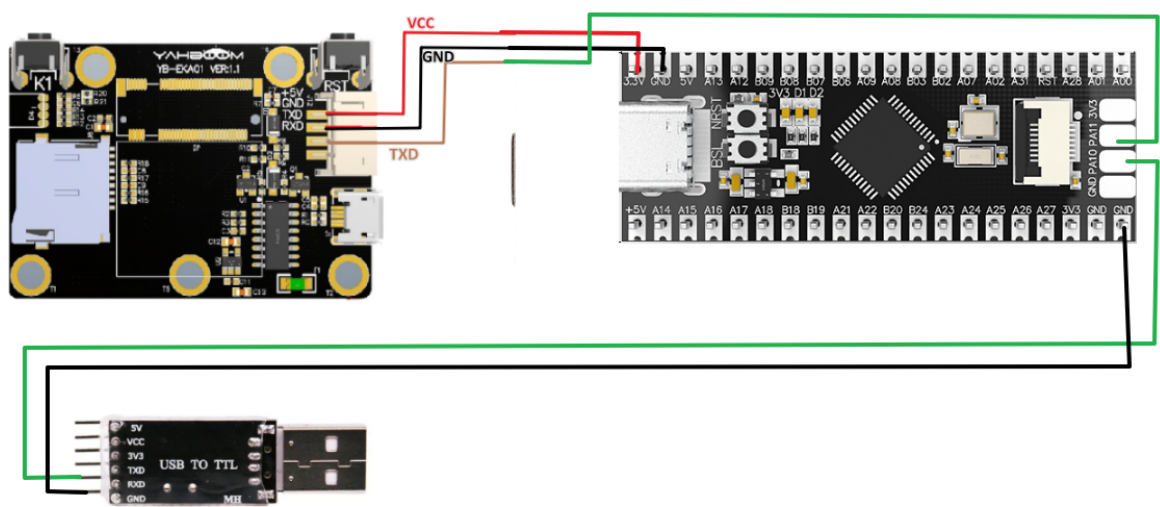 VCC
GND
TXD
K1
YAHBOOM
YB-EKA01 VER:1.1
RST
+5V
GND
TXD
RXD
3.3V GND 5V A13 A12 B09 B08 B07 B06 A09 A08 B03 B02 A07 A02 A31 RST A28 A01 A00
NRST
BSL
3V3 D1 D2
GND PA10 PA11 3V3
+5V A14 A15 A16 A17 A18 B18 B19 A21 A22 B20 B24 A23 A24 A25 A26 A27 3V3 GND GND
5V
VCC
3V3
TXD
RXD
GND
USB TO TTL
MH